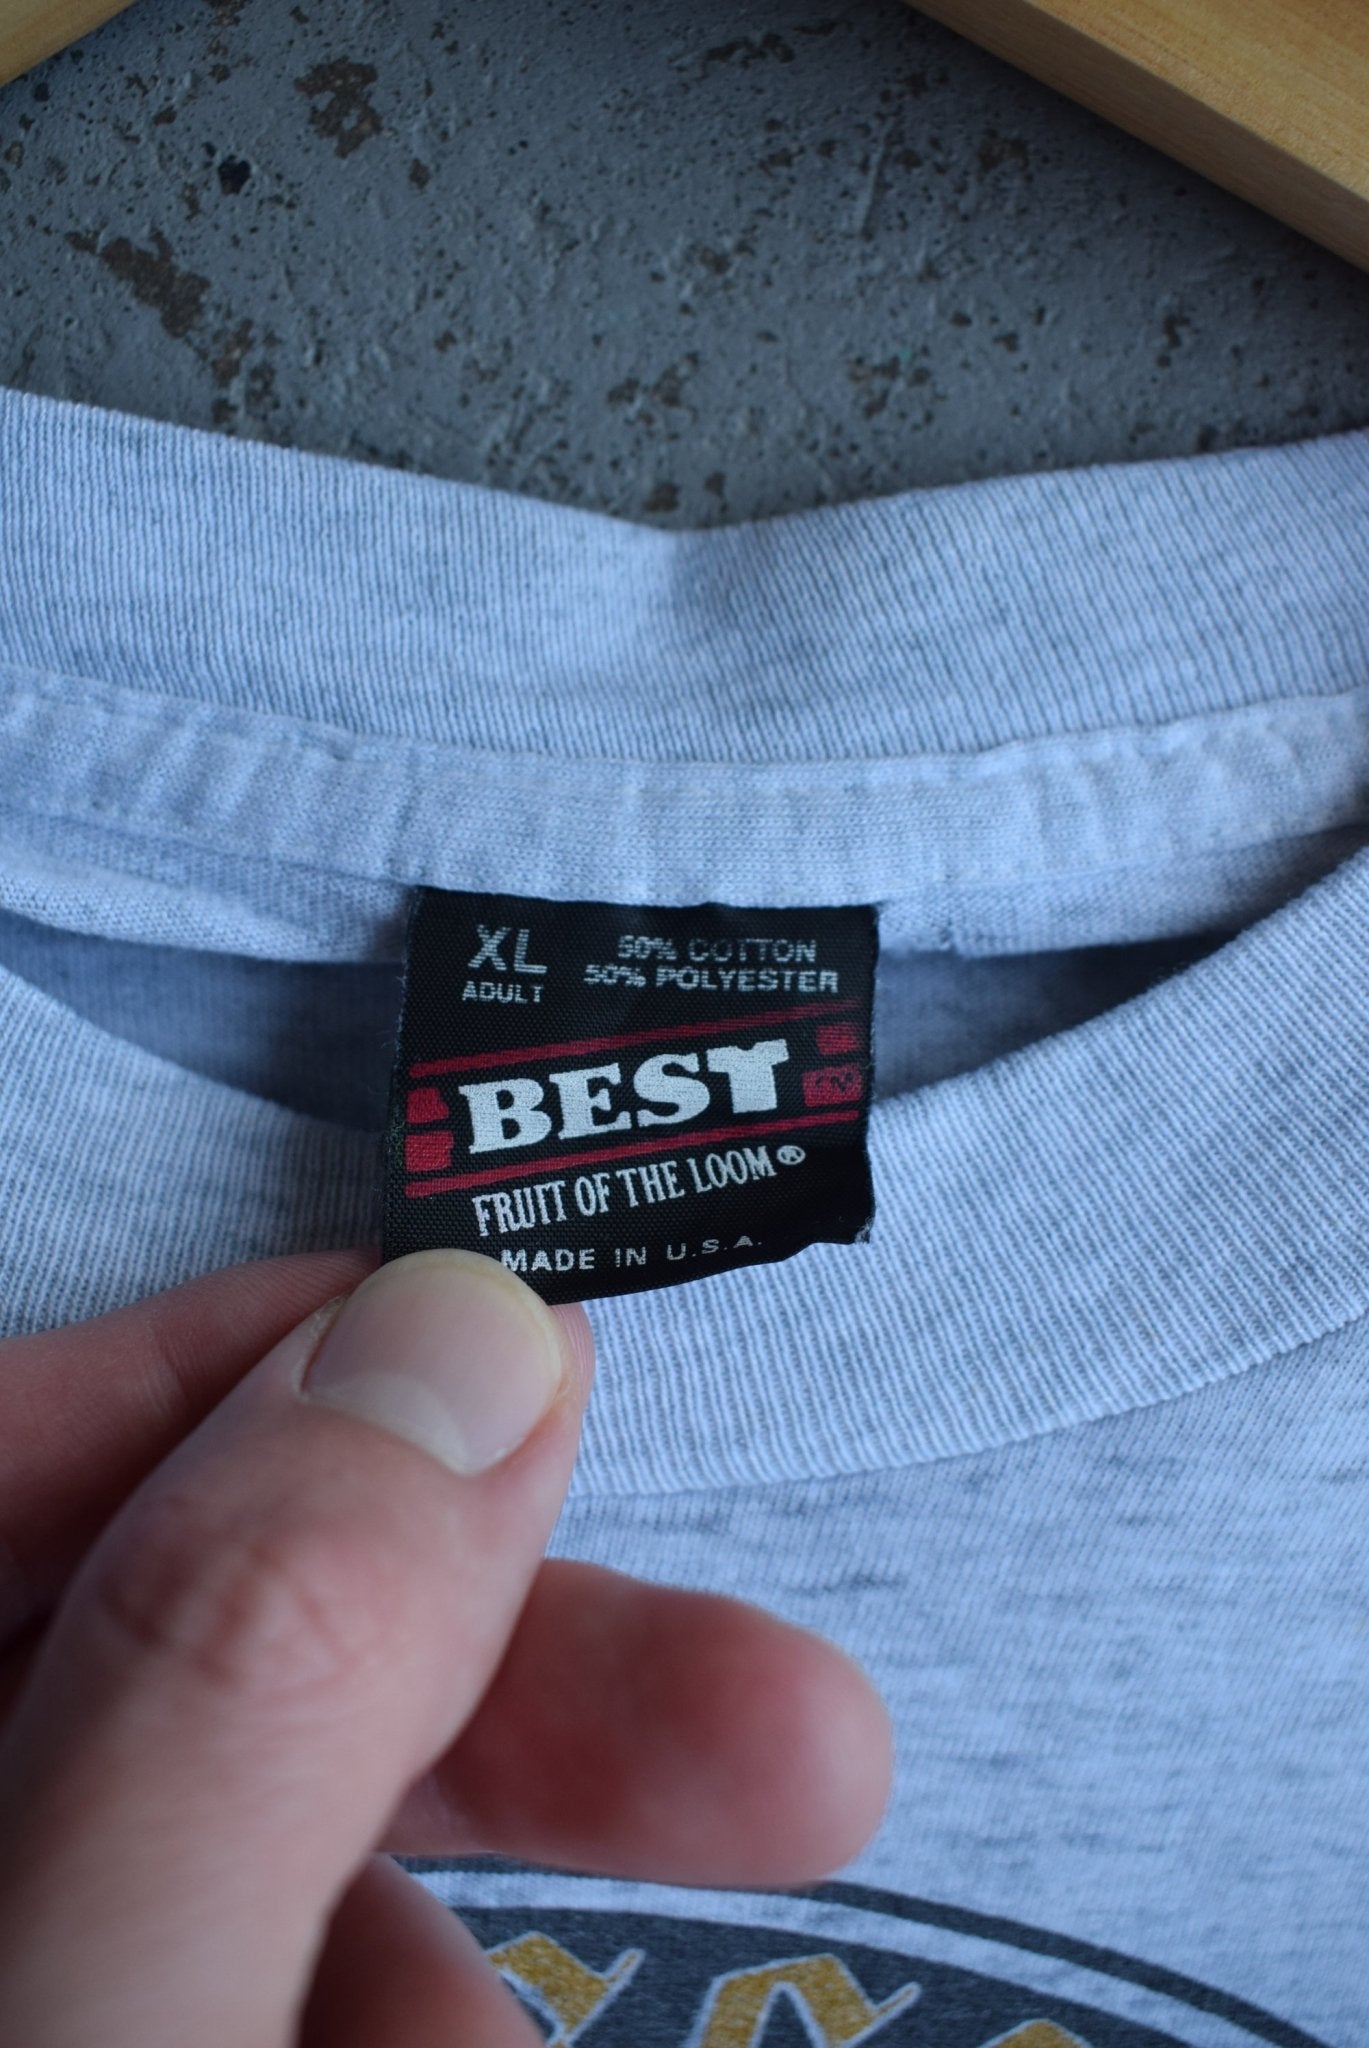 XL
ADULT
50% COTTON
50% POLYESTER
BEST
FRUIT OF THE LOOM®
MADE IN U.S.A.